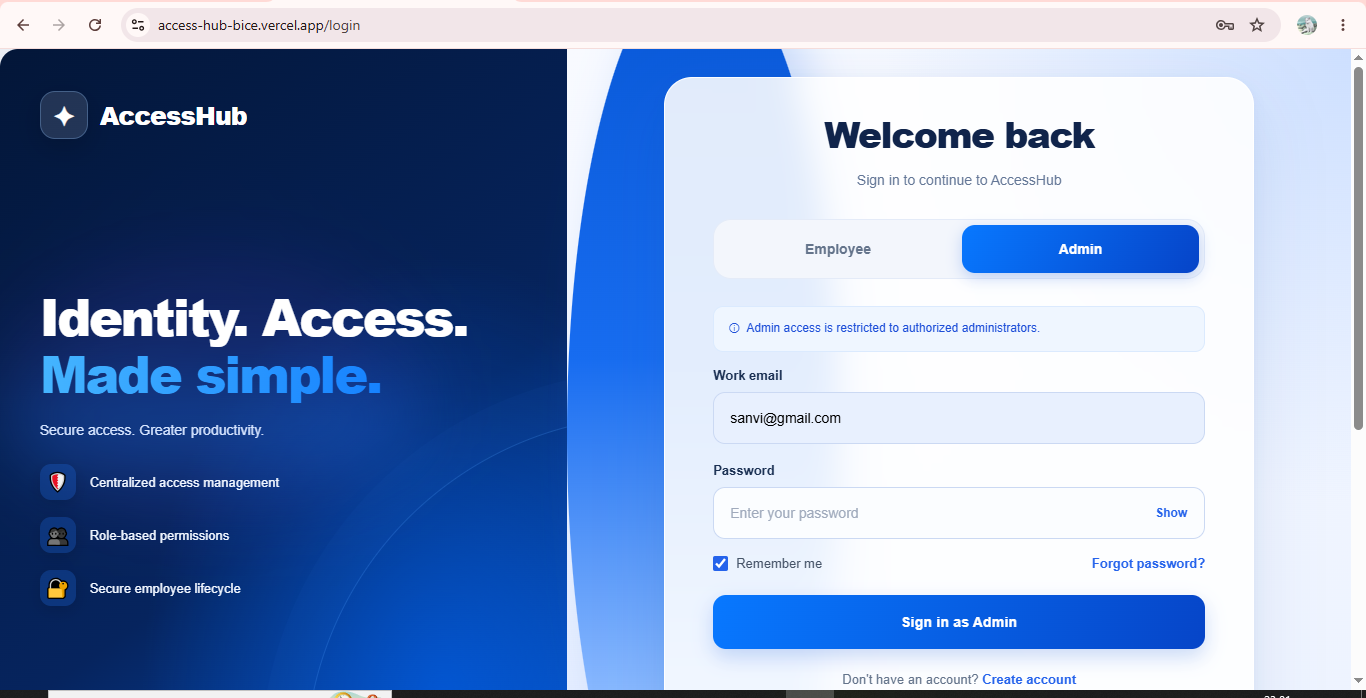 access-hub-bice.vercel.app/login
AccessHub
Identity. Access.
Made simple.
Secure access. Greater productivity.
Centralized access management
Role-based permissions
Secure employee lifecycle
Welcome back
Sign in to continue to AccessHub
Employee
Admin
Admin access is restricted to authorized administrators.
Work email
sanvi@gmail.com
Password
Enter your password
Show
Remember me
Forgot password?
Sign in as Admin
Don't have an account? Create account